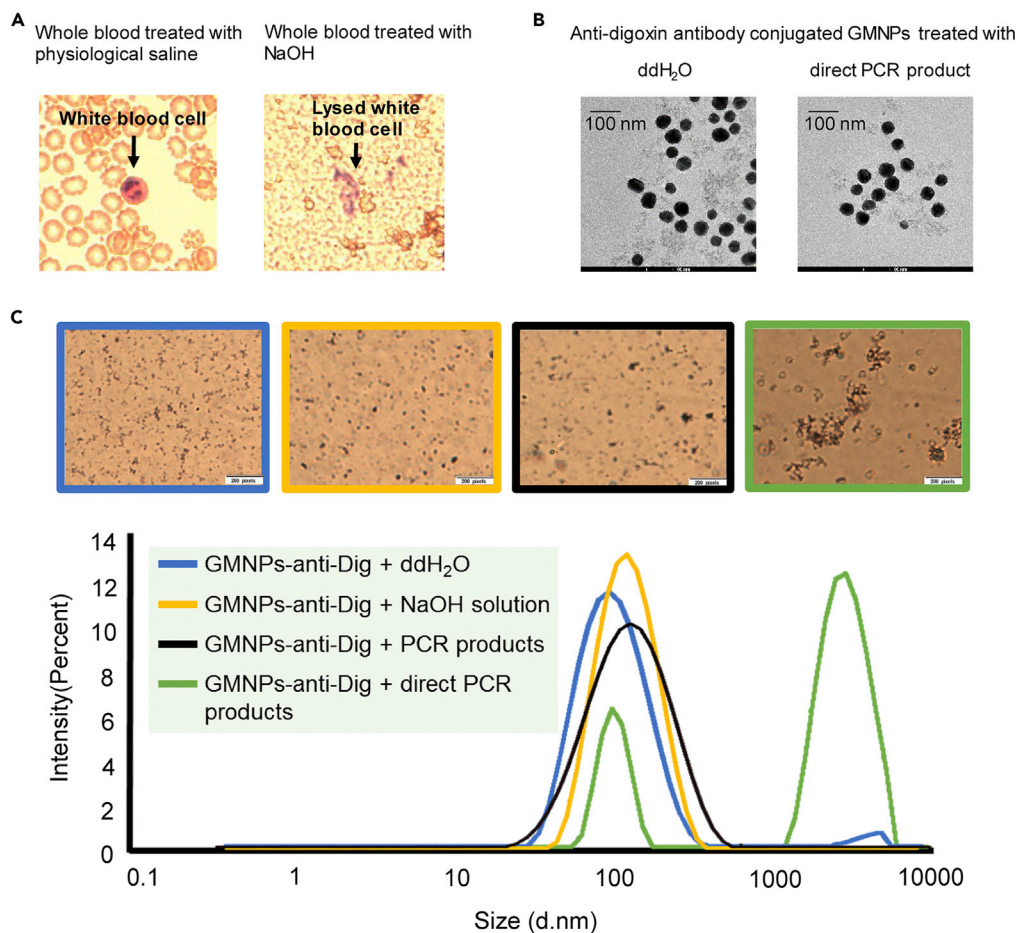 A
Whole blood treated with
physiological saline
Whole blood treated with
NaOH
White blood cell
Lysed white
blood cell
B
Anti-digoxin antibody conjugated GMNPs treated with
ddH₂O
direct PCR product
100 nm
100 nm
C
200 pixels
200 pixels
200 pixels
200 pixels
Intensity(Percent)
14
12
10
8
6
4
2
0
GMNPs-anti-Dig + ddH₂O
GMNPs-anti-Dig + NaOH solution
GMNPs-anti-Dig + PCR products
GMNPs-anti-Dig + direct PCR
products
0.1
1
10
100
1000
10000
Size (d.nm)